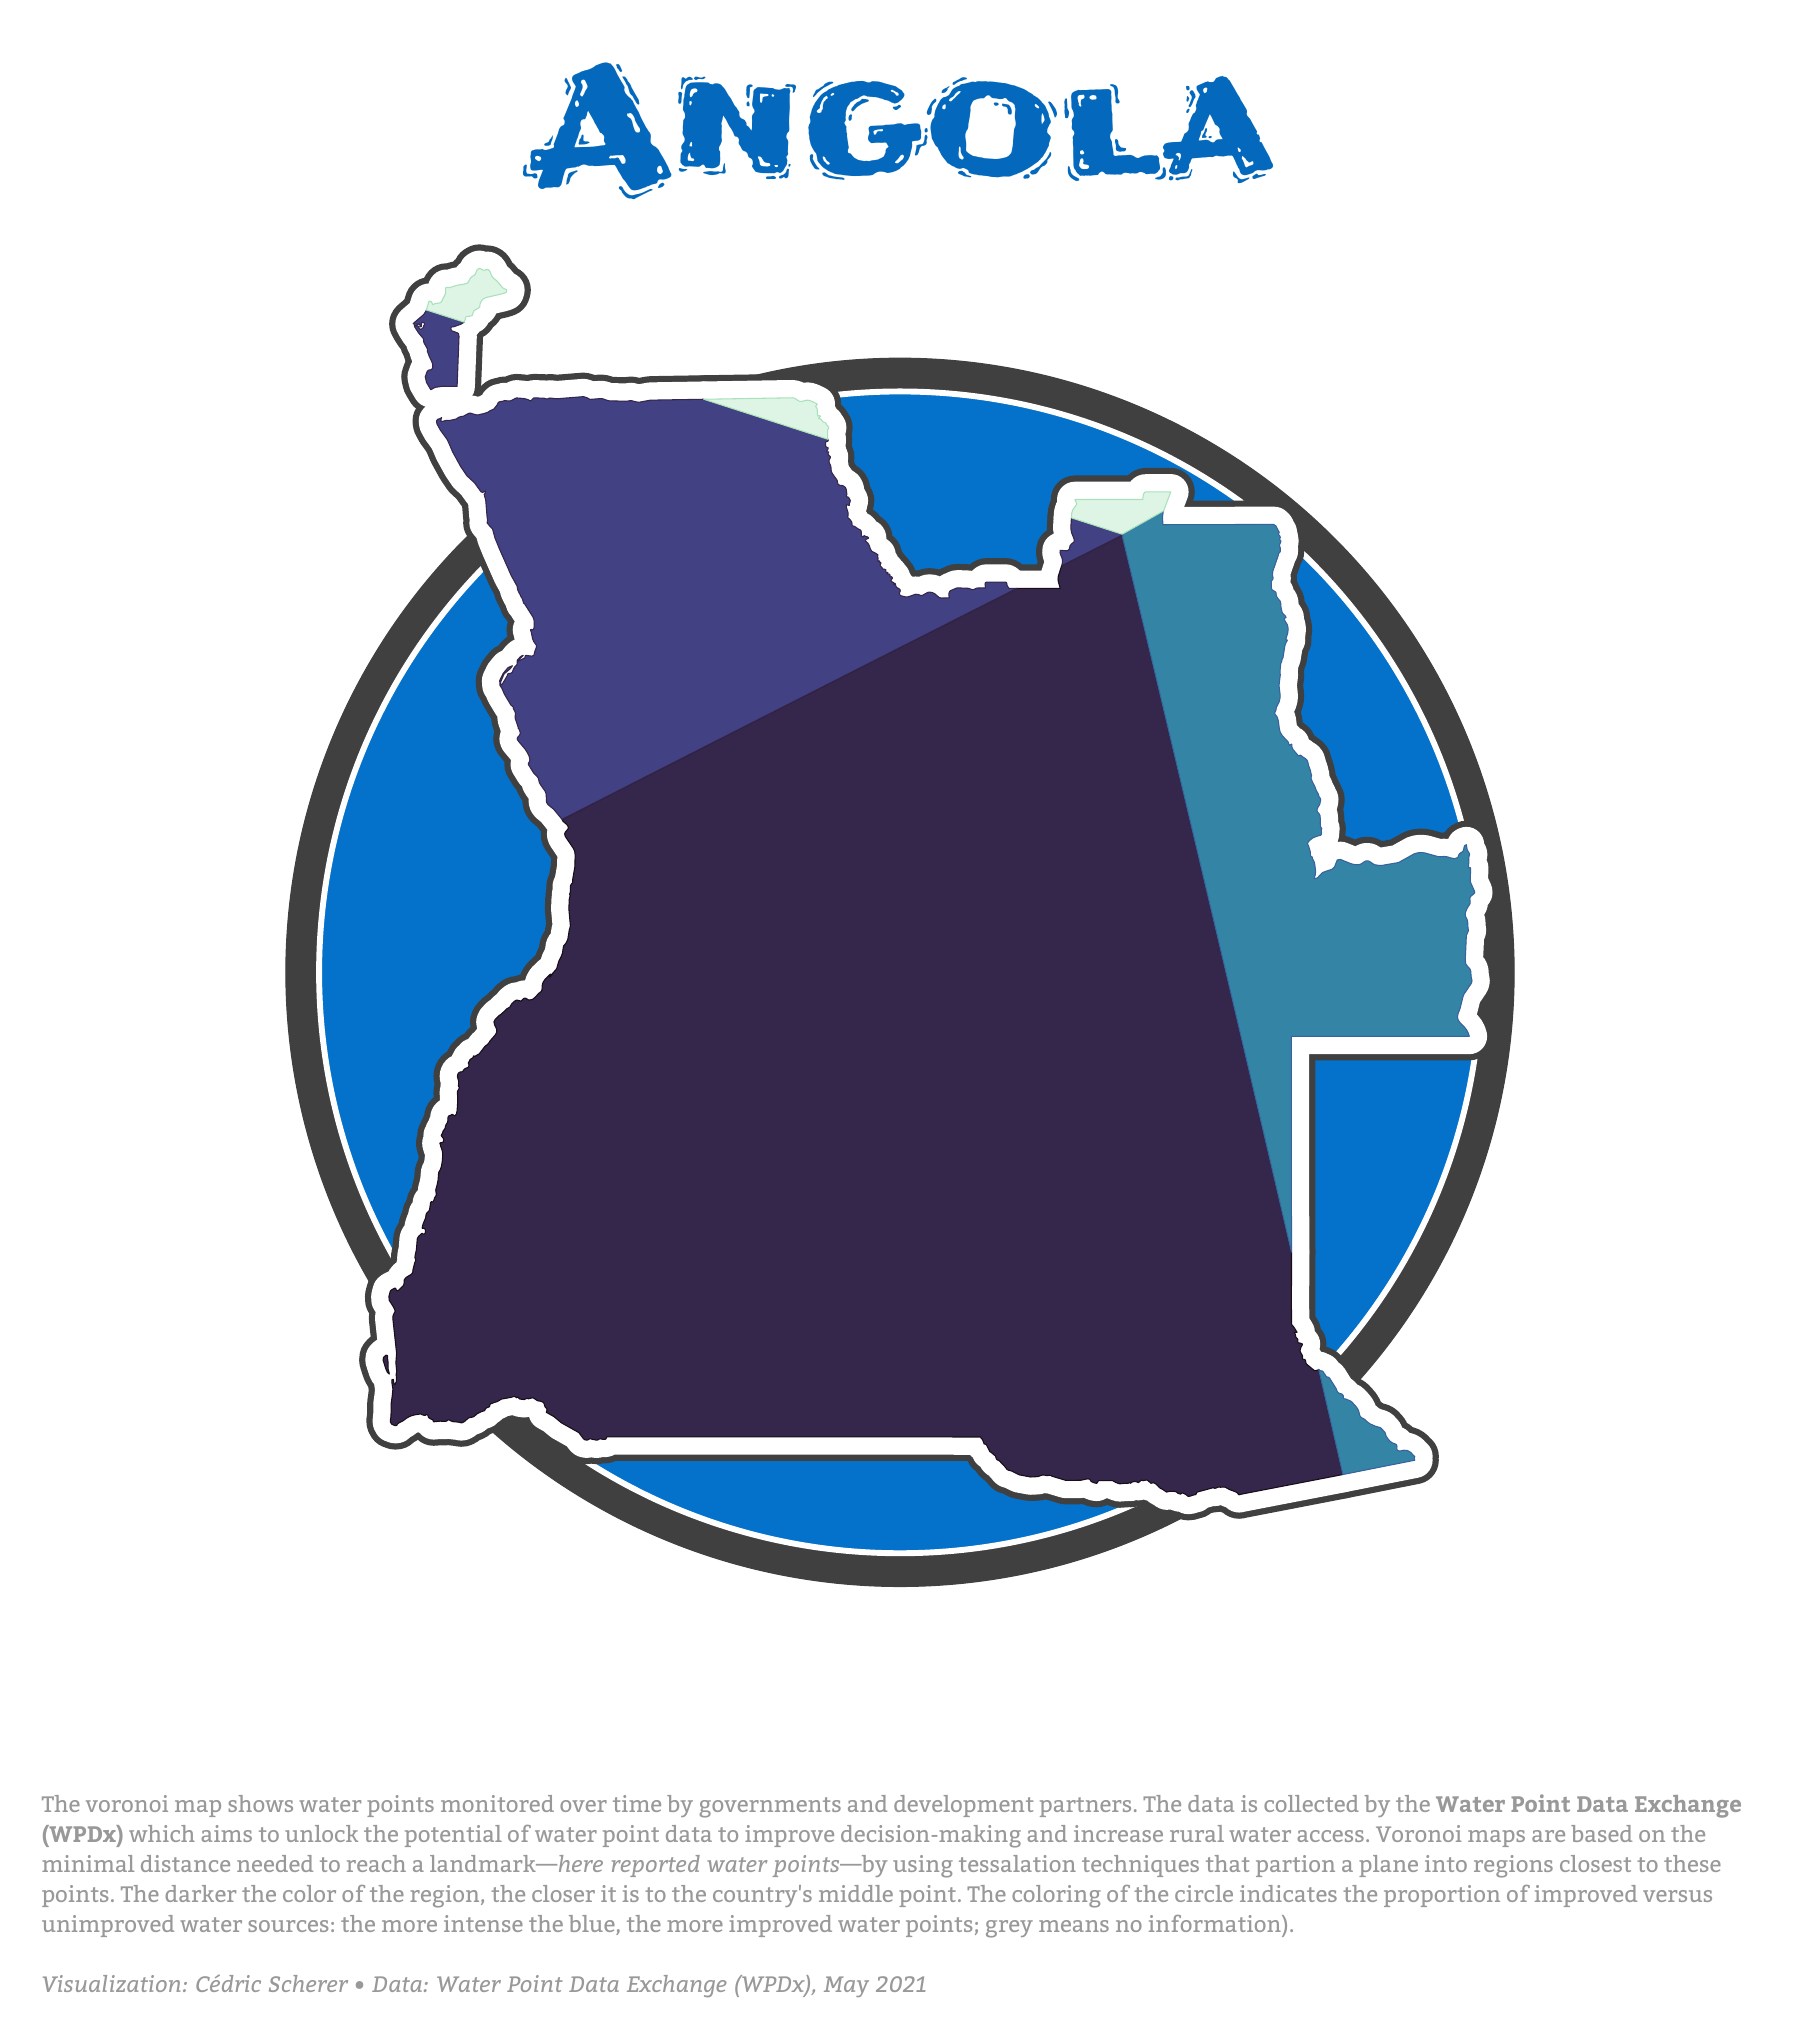 ANGOLA
The voronoi map shows water points monitored over time by governments and development partners. The data is collected by the Water Point Data Exchange
(WPDx) which aims to unlock the potential of water point data to improve decision-making and increase rural water access. Voronoi maps are based on the
minimal distance needed to reach a landmark—here reported water points—by using tessalation techniques that partion a plane into regions closest to these
points. The darker the color of the region, the closer it is to the country's middle point. The coloring of the circle indicates the proportion of improved versus
unimproved water sources: the more intense the blue, the more improved water points; grey means no information).
Visualization: Cédric Scherer • Data: Water Point Data Exchange (WPDx), May 2021